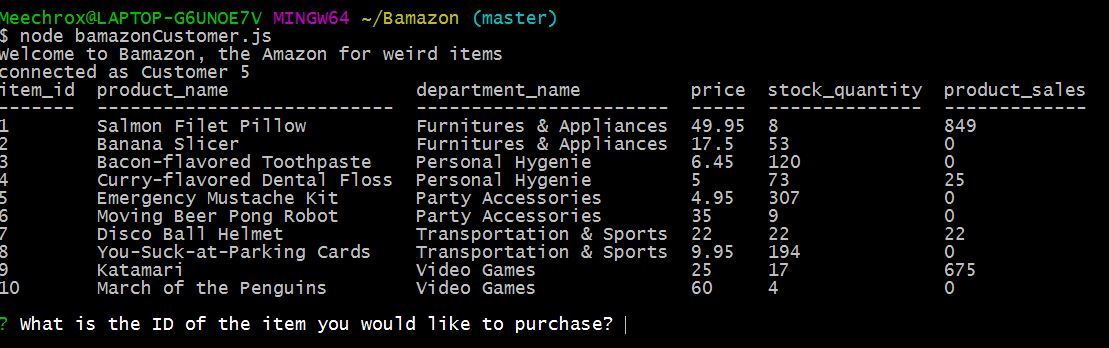 Meechrox@LAPTOP-G6UNOE7V MINGW64 ~/Bamazon (master)
$ node bamazonCustomer.js
Welcome to Bamazon, the Amazon for weird items
connected as Customer 5
item_id  product_name                 department_name          price  stock_quantity  product_sales
-------  ---------------------------  -----------------------  -----  --------------  -------------
1        Salmon Filet Pillow          Furnitures & Appliances  49.95  8               849
2        Banana Slicer                Furnitures & Appliances  17.5   53              0
3        Bacon-flavored Toothpaste    Personal Hygenie         6.45   120             0
4        Curry-flavored Dental Floss  Personal Hygenie         5      73              25
5        Emergency Mustache Kit       Party Accessories        4.95   307             0
6        Moving Beer Pong Robot       Party Accessories        35     9               0
7        Disco Ball Helmet            Transportation & Sports  22     22              22
8        You-Suck-at-Parking Cards    Transportation & Sports  9.95   194             0
9        Katamari                     Video Games              25     17              675
10       March of the Penguins        Video Games              60     4               0
? What is the ID of the item you would like to purchase?